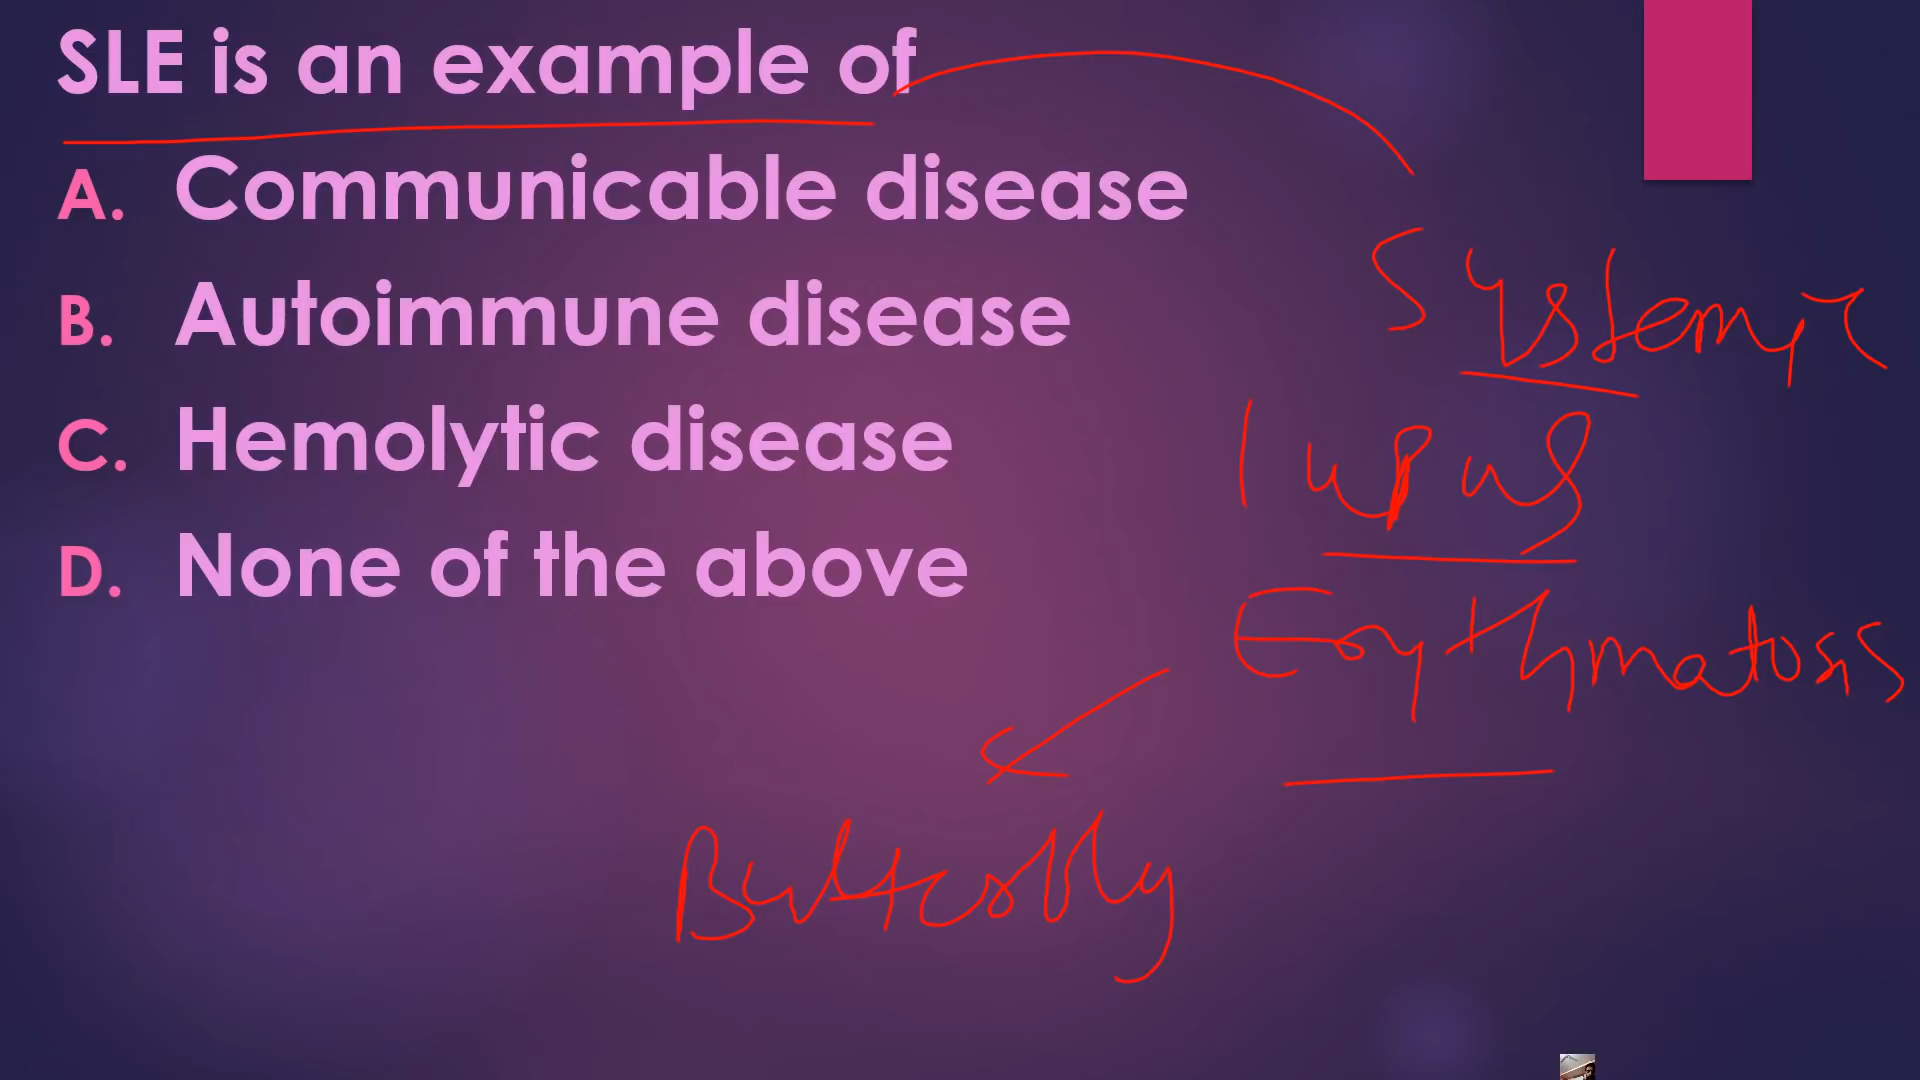 SLE is an example of
A. Communicable disease
B. Autoimmune disease
C. Hemolytic disease
D. None of the above
Systemic
lupus
Erythmatosis
Butterfly